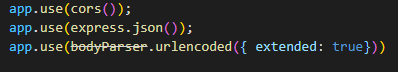 app.use(cors());
app.use(express.json());
app.use(bodyParser.urlencoded({ extended: true}))